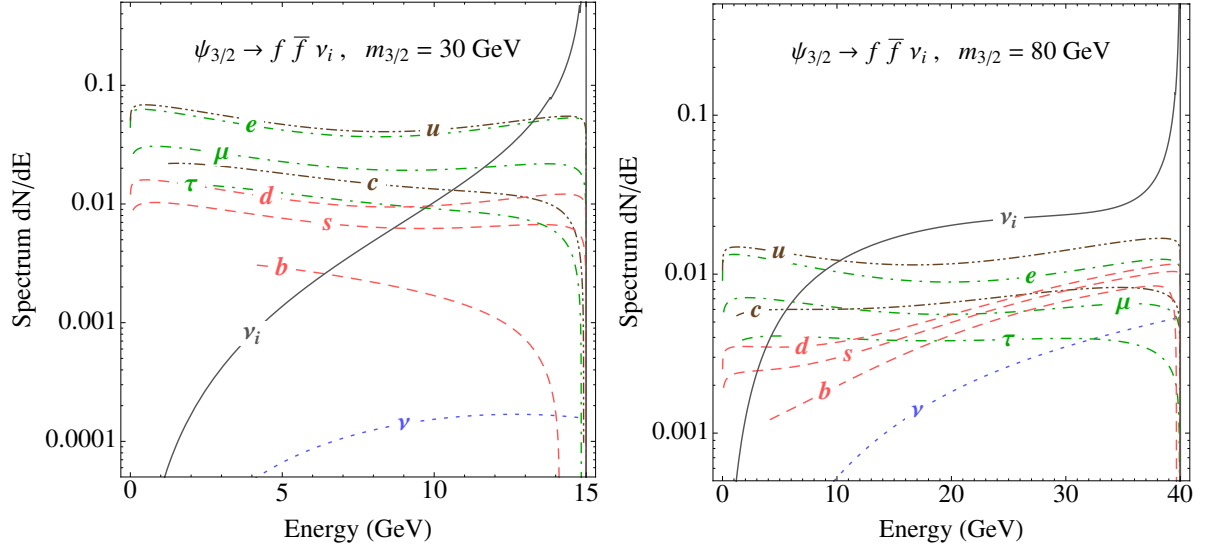 ψ3/2 → f f̅ νi , m3/2 = 30 GeV
0.1
0.01
0.001
0.0001
Spectrum dN/dE
e
u
μ
c
τ
d
s
b
νi
ν
0
5
10
15
Energy (GeV)
ψ3/2 → f f̅ νi , m3/2 = 80 GeV
0.1
0.01
0.001
Spectrum dN/dE
νi
u
e
c
μ
d
s
τ
b
ν
0
10
20
30
40
Energy (GeV)